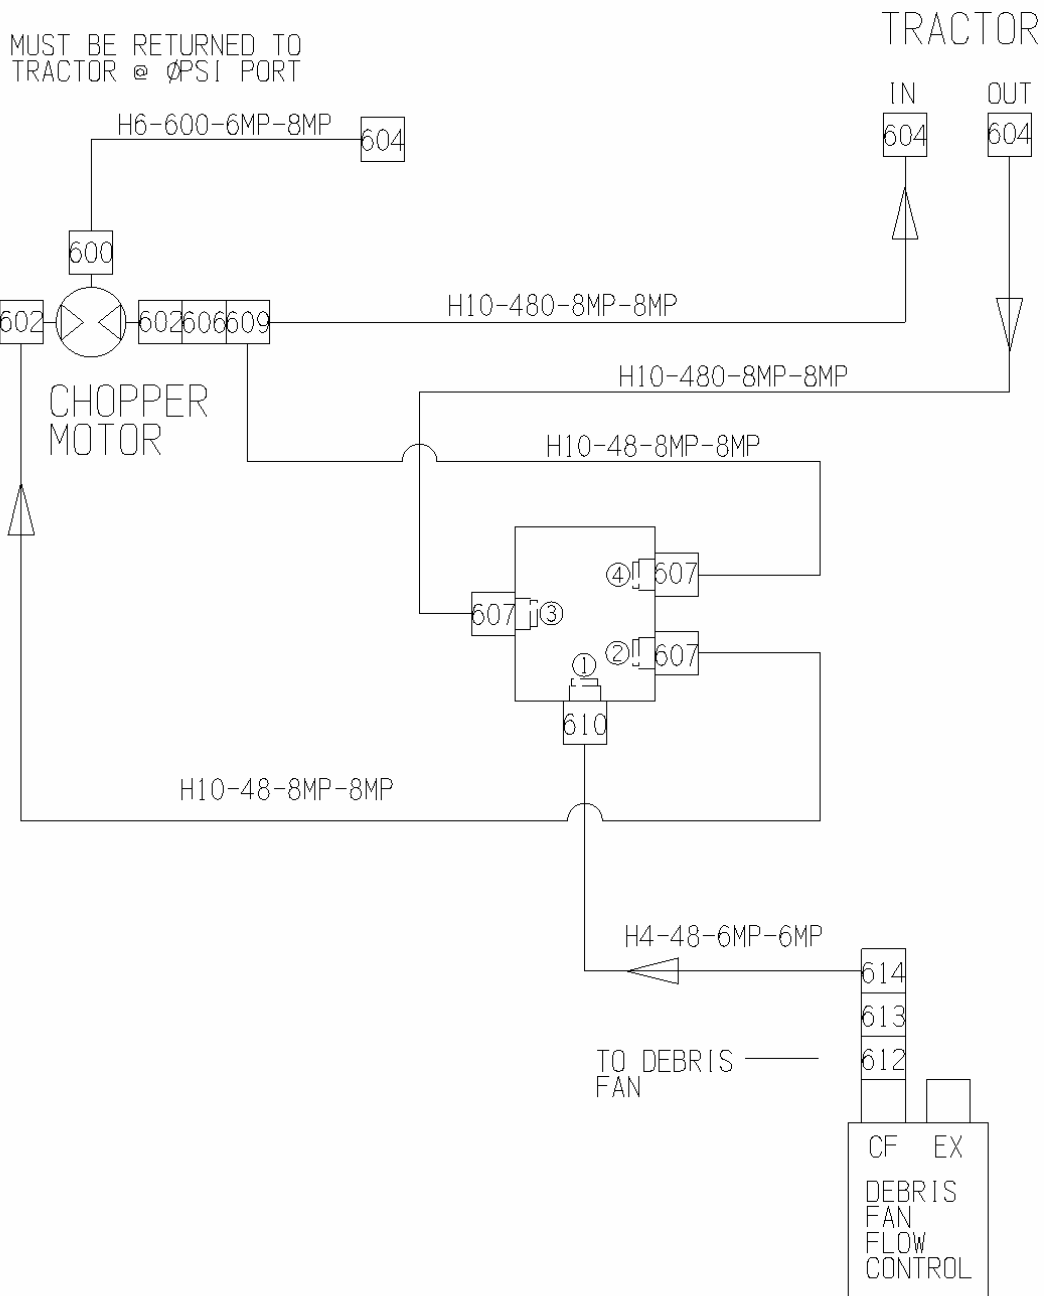 TRACTOR
MUST BE RETURNED TO
TRACTOR @ ØPSI PORT
IN
OUT
H6-600-6MP-8MP
604
604
604
600
602
602
606
609
H10-480-8MP-8MP
H10-480-8MP-8MP
CHOPPER
MOTOR
H10-48-8MP-8MP
4
607
607
3
2
607
1
610
H10-48-8MP-8MP
H4-48-6MP-6MP
614
613
TO DEBRIS
FAN
612
CF
EX
DEBRIS
FAN
FLOW
CONTROL